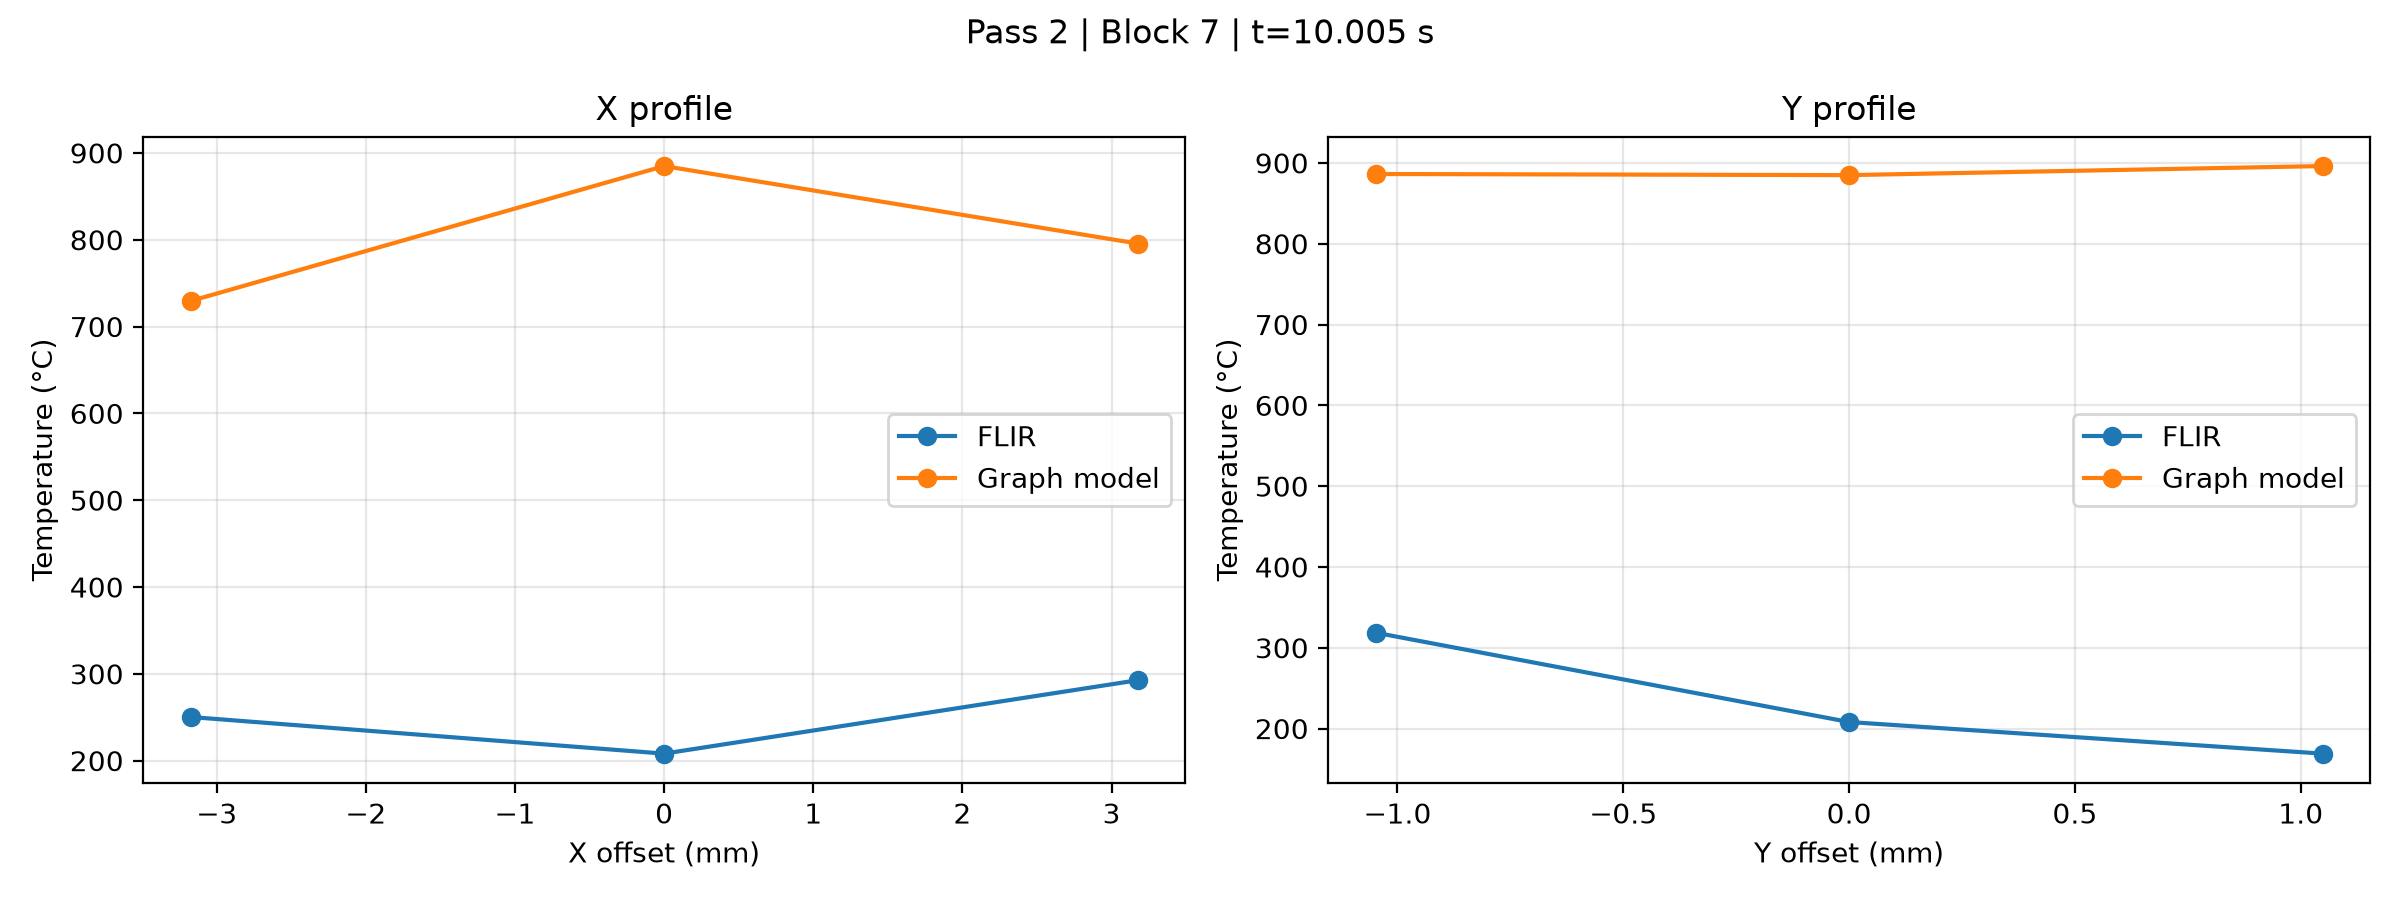 Pass 2 | Block 7 | t=10.005 s
X profile
900
800
700
600
500
400
300
200
Temperature (°C)
−3
−2
−1
0
1
2
3
X offset (mm)
FLIR
Graph model
Y profile
900
800
700
600
500
400
300
200
Temperature (°C)
−1.0
−0.5
0.0
0.5
1.0
Y offset (mm)
FLIR
Graph model